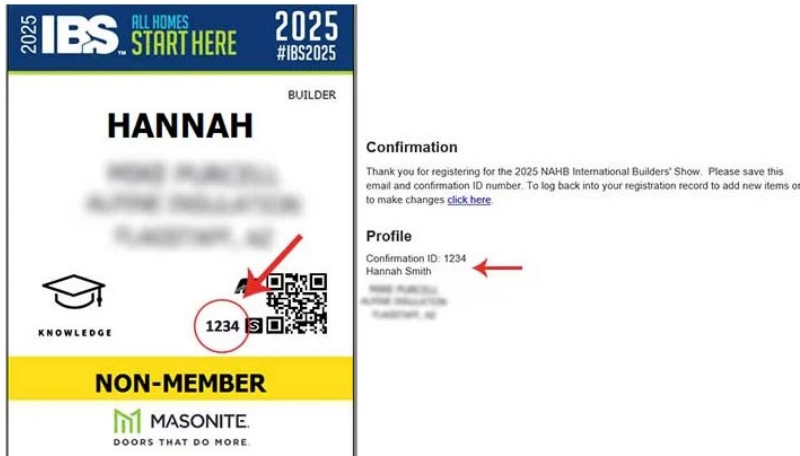 2025
IBS™ ALL HOMES
START HERE
2025
#IBS2025
BUILDER
HANNAH
KNOWLEDGE
1234 S
NON-MEMBER
MASONITE.
DOORS THAT DO MORE.
Confirmation
Thank you for registering for the 2025 NAHB International Builders' Show. Please save this
email and confirmation ID number. To log back into your registration record to add new items or
to make changes click here.
Profile
Confirmation ID: 1234
Hannah Smith